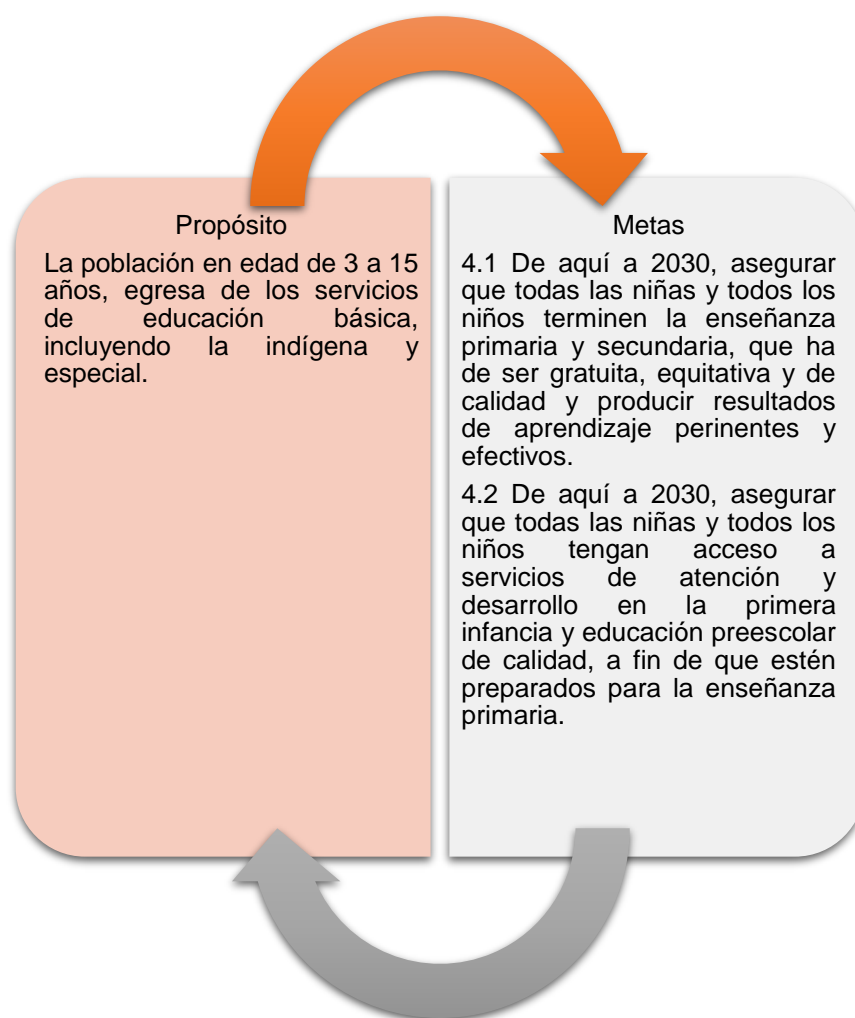 Propósito
La población en edad de 3 a 15
años, egresa de los servicios
de educación básica,
incluyendo la indígena y
especial.
Metas
4.1 De aquí a 2030, asegurar
que todas las niñas y todos los
niños terminen la enseñanza
primaria y secundaria, que ha
de ser gratuita, equitativa y de
calidad y producir resultados
de aprendizaje perinentes y
efectivos.
4.2 De aquí a 2030, asegurar
que todas las niñas y todos los
niños tengan acceso a
servicios de atención y
desarrollo en la primera
infancia y educación preescolar
de calidad, a fin de que estén
preparados para la enseñanza
primaria.